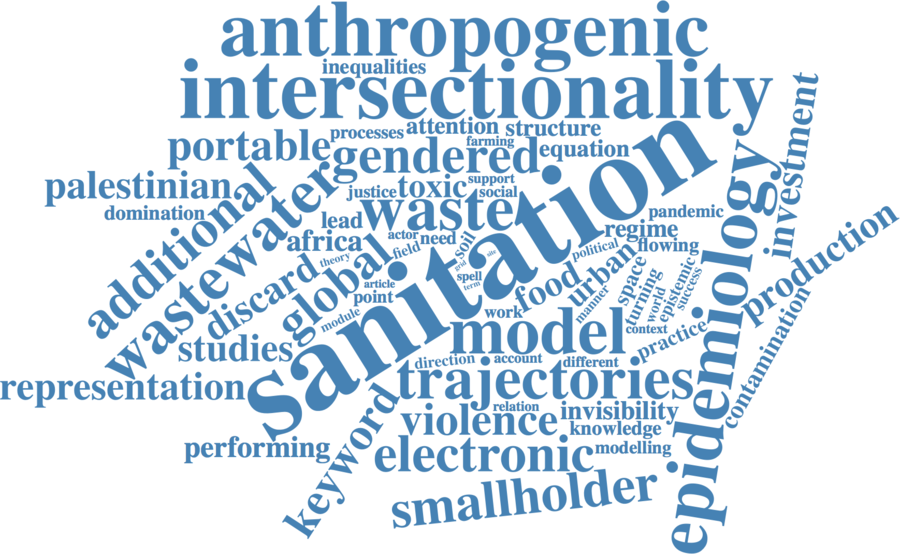 anthropogenic
inequalities
intersectionality
investment
processes
attention
structure
portable
farming
gendered
equation
palestinian
additional
wastewater
justice
toxic
support
social
sanitation
epidemiology
domination
lead
waste
pandemic
regime
africa
actor
need
soil
political
flowing
production
discard
global
theory
field
grid
site
spell
term
food
urban
space
turning
world
epistemic
success
article
point
module
work
manner
studies
model
context
practice
contamination
representation
direction
account
different
trajectories
keyword
violence
relation
invisibility
knowledge
performing
electronic
modelling
smallholder